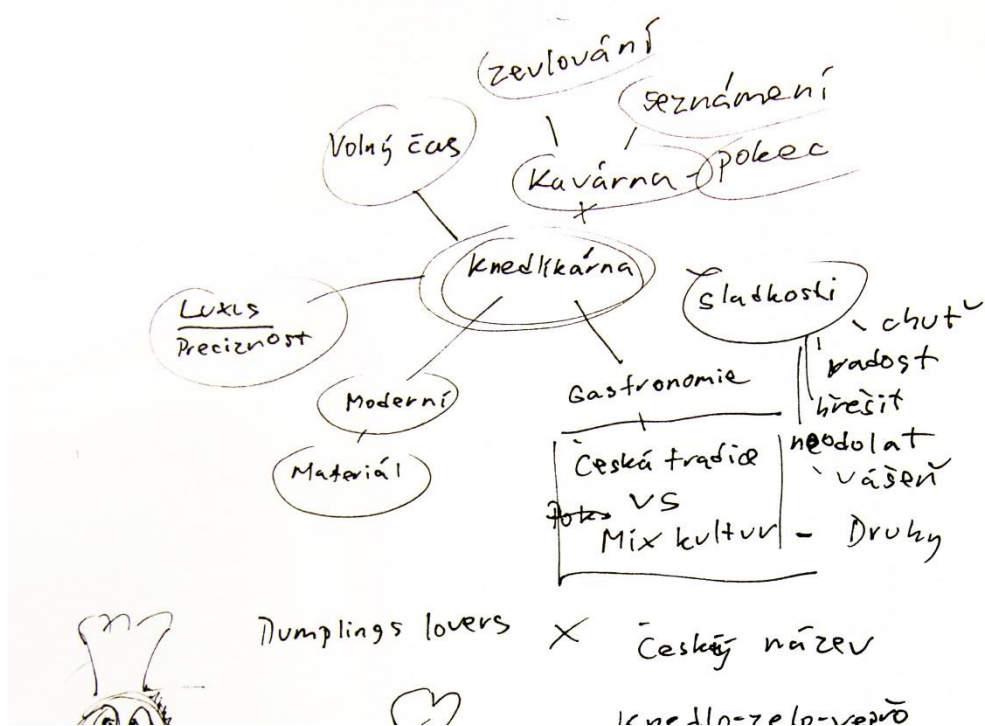 zevlování
seznámení
Volný čas
Kavárna - pokec
Knedlíkárna
Sladkosti
Luxus
Preciznost
chuť
radost
hřešit
neodolat
vášeň
Moderní
Gastronomie
Materiál
Česká tradice
VS
Mix kultur - Druhy
Dumplings lovers X Český název
Knedlo-zelo-vepřo